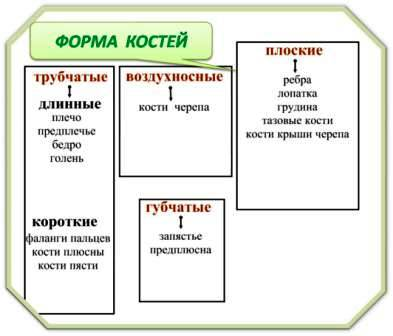 ФОРМА КОСТЕЙ
трубчатые
длинные
плечо
предплечье
бедро
голень
короткие
фаланги пальцев
кости плюсны
кости пясти
воздухносные
кости черепа
губчатые
запястье
предплюсна
плоские
ребра
лопатка
грудина
тазовые кости
кости крыши черепа